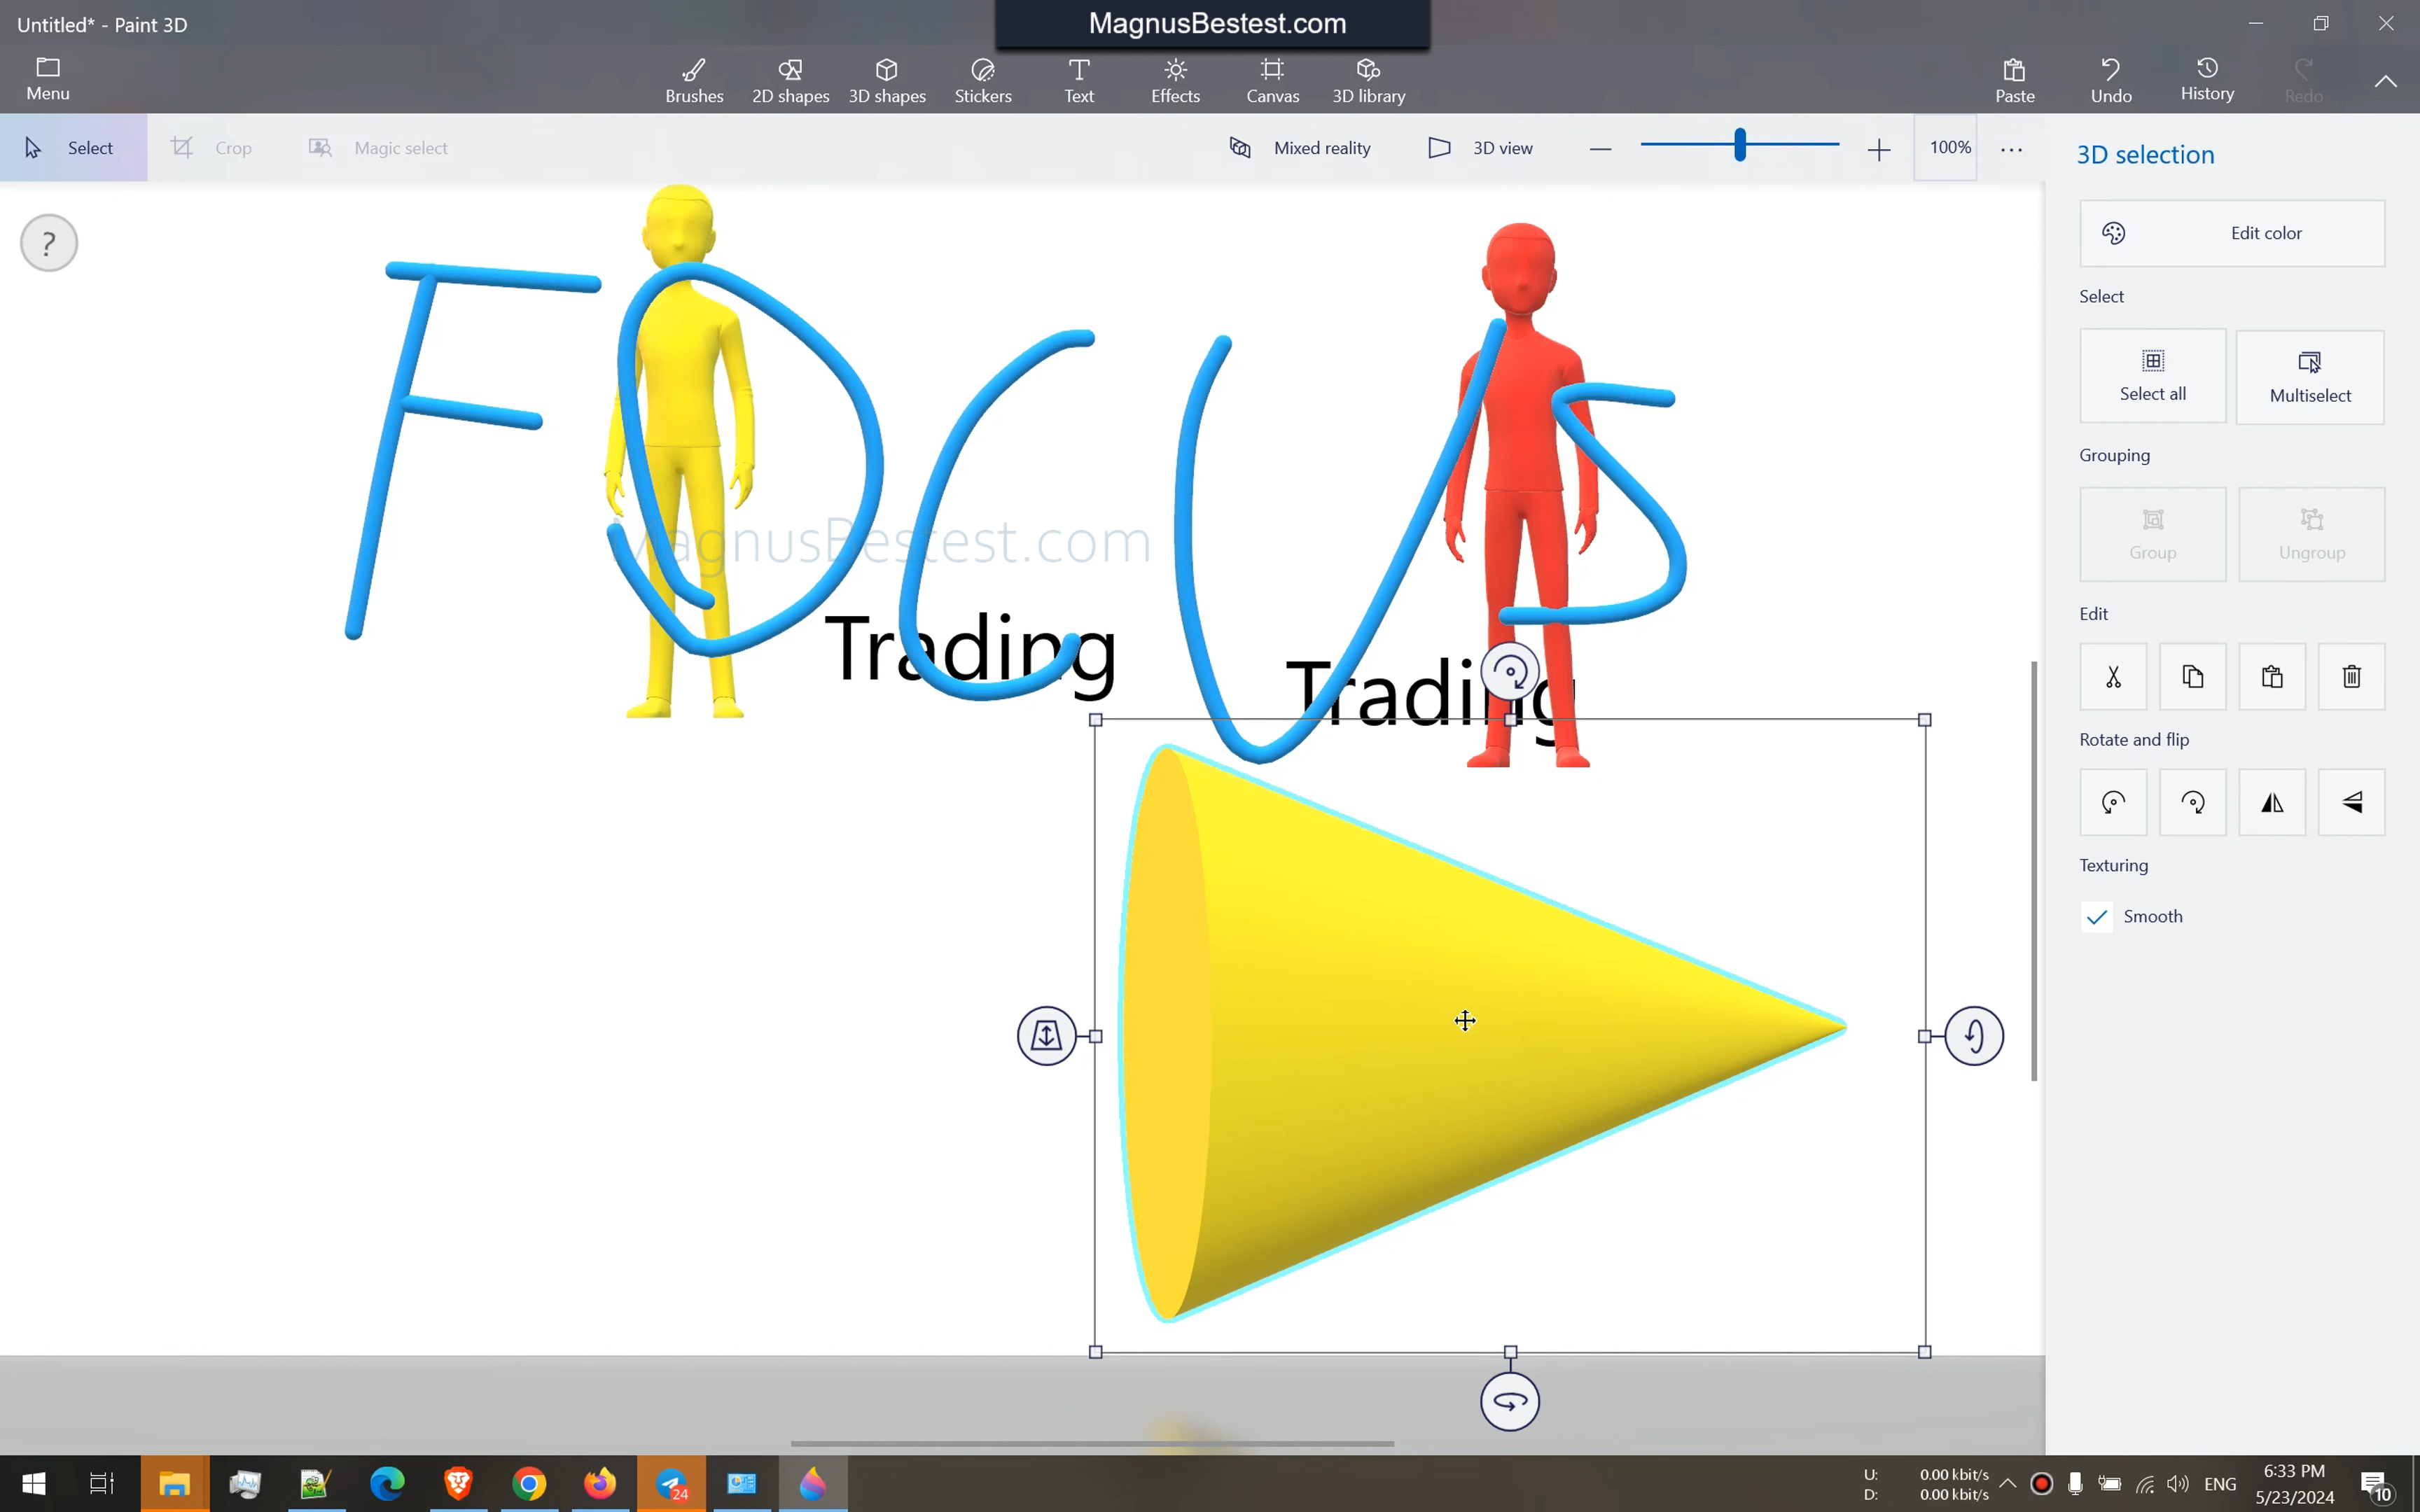 Untitled* - Paint 3D
MagnusBestest.com
Menu
Brushes
2D shapes
3D shapes
Stickers
Text
Effects
Canvas
3D library
Paste
Undo
History
Redo
Select
Crop
Magic select
Mixed reality
3D view
100%
3D selection
?
Edit color
Select
Select all
Multiselect
Grouping
Group
Ungroup
Edit
Rotate and flip
Texturing
Smooth
FOCUS
MagnusBestest.com
Trading
Trading
24
U: 0.00 kbit/s
D: 0.00 kbit/s
ENG
6:33 PM
5/23/2024
10